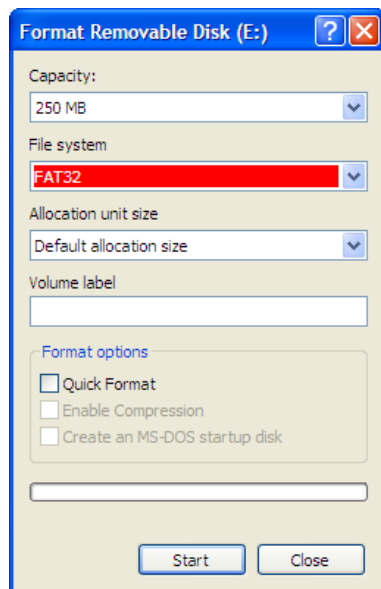 Format Removable Disk (E:)
Capacity:
250 MB
File system
FAT32
Allocation unit size
Default allocation size
Volume label
Format options
Quick Format
Enable Compression
Create an MS-DOS startup disk
Start Close